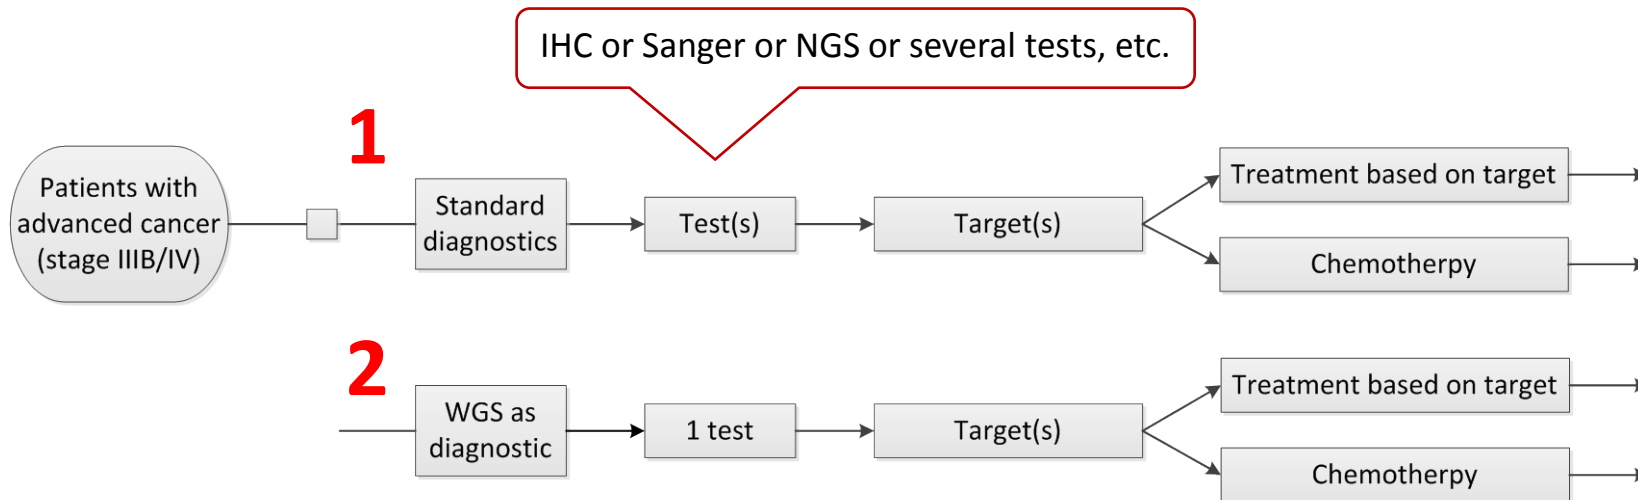 IHC or Sanger or NGS or several tests, etc.
1
Patients with
advanced cancer
(stage IIIB/IV)
Standard
diagnostics
Test(s)
Target(s)
Treatment based on target
Chemotherpy
2
WGS as
diagnostic
1 test
Target(s)
Treatment based on target
Chemotherpy